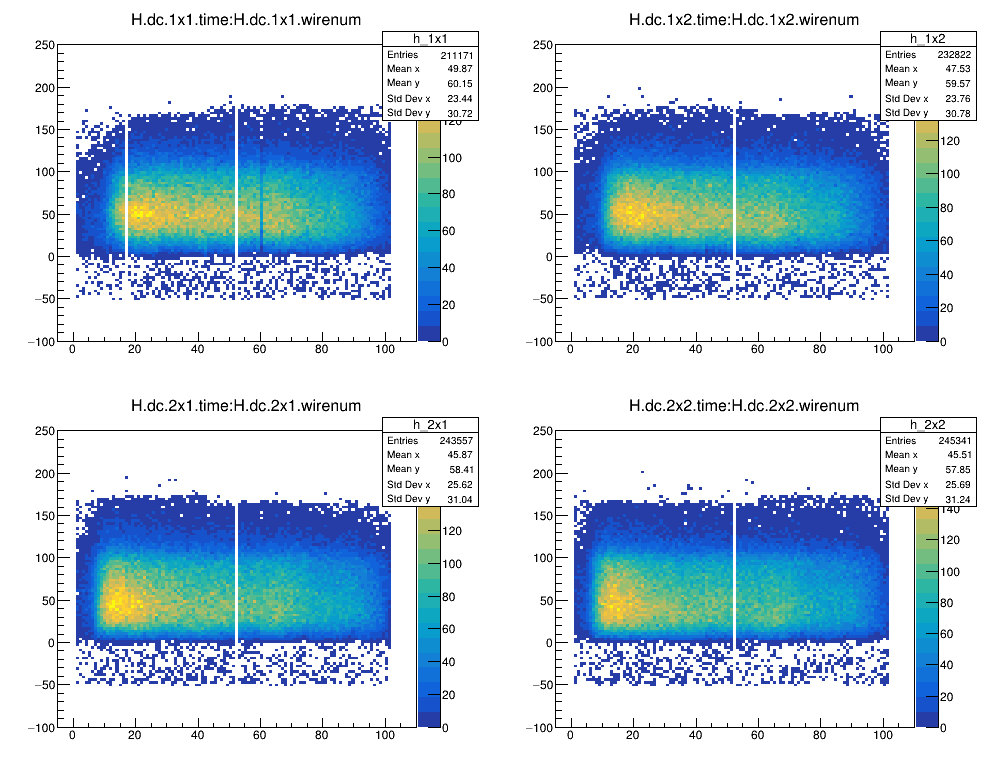 H.dc.1x1.time:H.dc.1x1.wirenum
h_1x1
Entries 211171
Mean x 49.87
Mean y 60.15
Std Dev x 23.44
Std Dev y 30.72
250
200
150
100
50
0
−50
−100
0 20 40 60 80 100
120
100
80
60
40
20
0
H.dc.1x2.time:H.dc.1x2.wirenum
h_1x2
Entries 232822
Mean x 47.53
Mean y 59.57
Std Dev x 23.76
Std Dev y 30.78
250
200
150
100
50
0
−50
−100
0 20 40 60 80 100
120
100
80
60
40
20
0
H.dc.2x1.time:H.dc.2x1.wirenum
h_2x1
Entries 243557
Mean x 45.87
Mean y 58.41
Std Dev x 25.62
Std Dev y 31.04
250
200
150
100
50
0
−50
−100
0 20 40 60 80 100
120
100
80
60
40
20
0
H.dc.2x2.time:H.dc.2x2.wirenum
h_2x2
Entries 245341
Mean x 45.51
Mean y 57.85
Std Dev x 25.69
Std Dev y 31.24
250
200
150
100
50
0
−50
−100
0 20 40 60 80 100
140
120
100
80
60
40
20
0